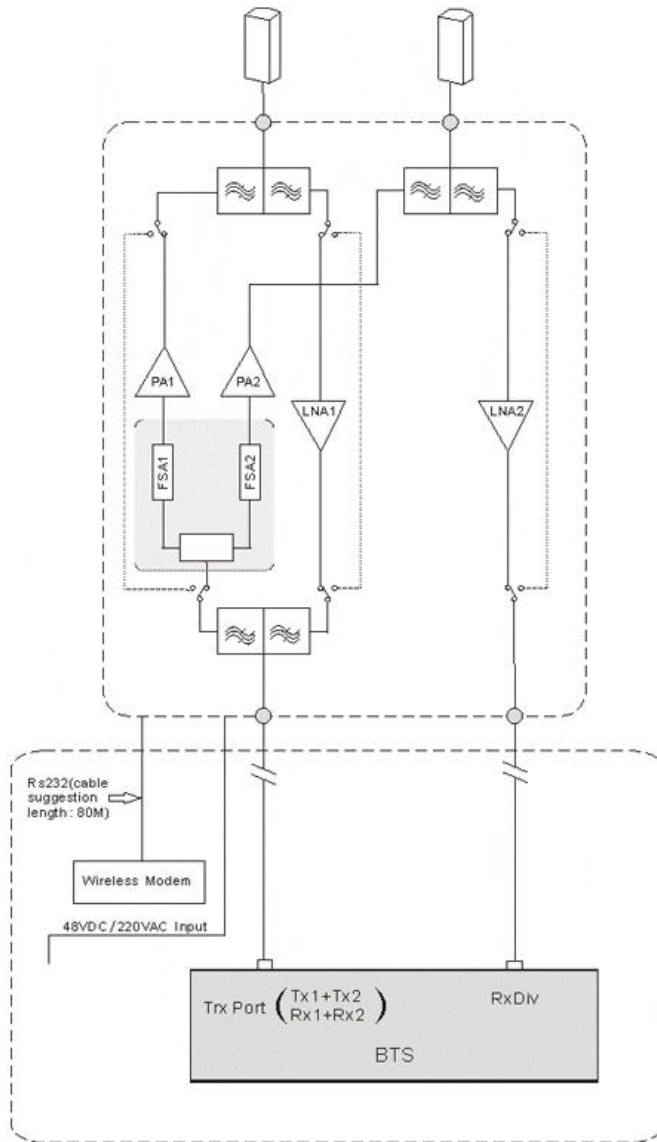 PA1
PA2
LNA1
LNA2
FSA1
FSA2
Rs232(cable
suggestion
length: 80M)
Wireless Modem
48VDC/220VAC Input
Trx Port (Tx1+Tx2
Rx1+Rx2)
RxDiv
BTS